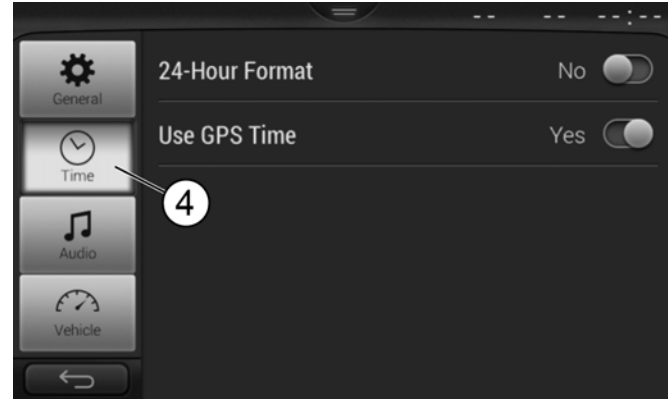 -- -- --:--
General
24-Hour Format No
Use GPS Time Yes
Time
4
Audio
Vehicle